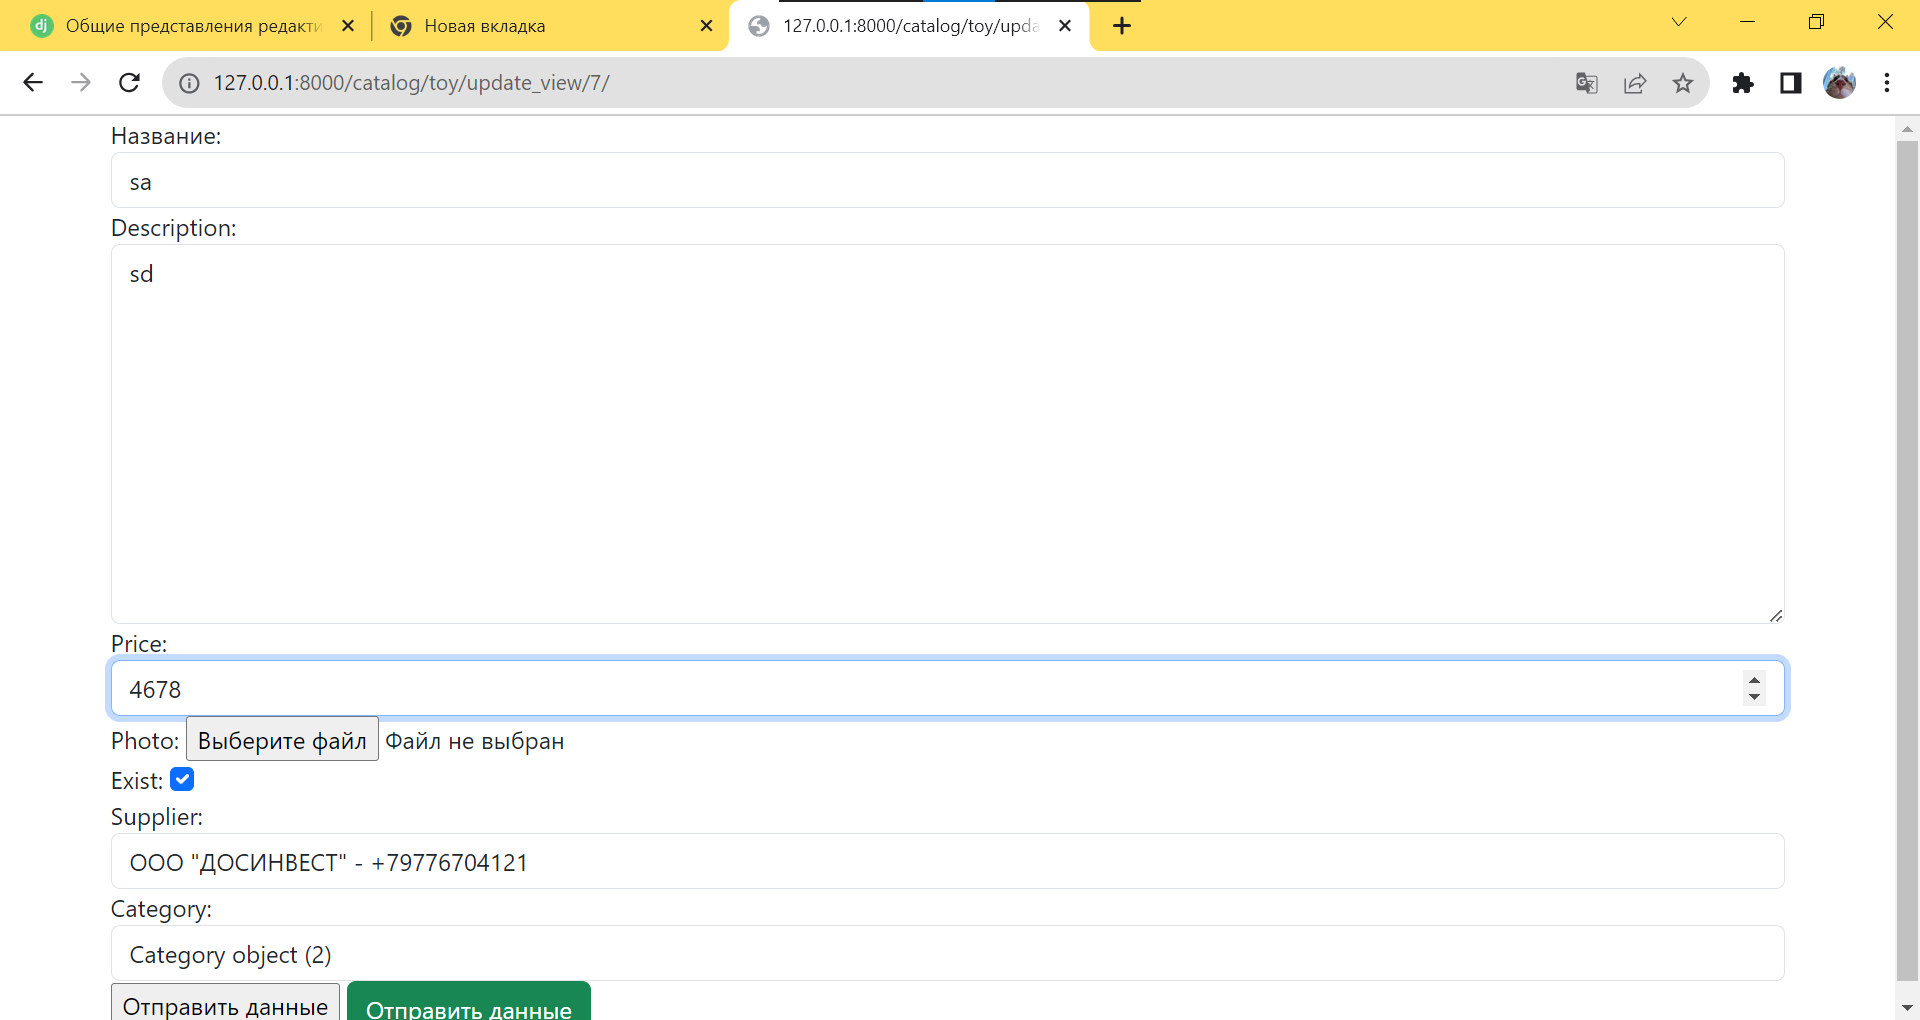 dj Общие представления редакти
Новая вкладка
127.0.0.1:8000/catalog/toy/upda
127.0.0.1:8000/catalog/toy/update_view/7/
Название:
sa
Description:
sd
Price:
4678
Photo: Выберите файл Файл не выбран
Exist:
Supplier:
ООО "ДОСИНВЕСТ" - +79776704121
Category:
Category object (2)
Отправить данные Отправить данные